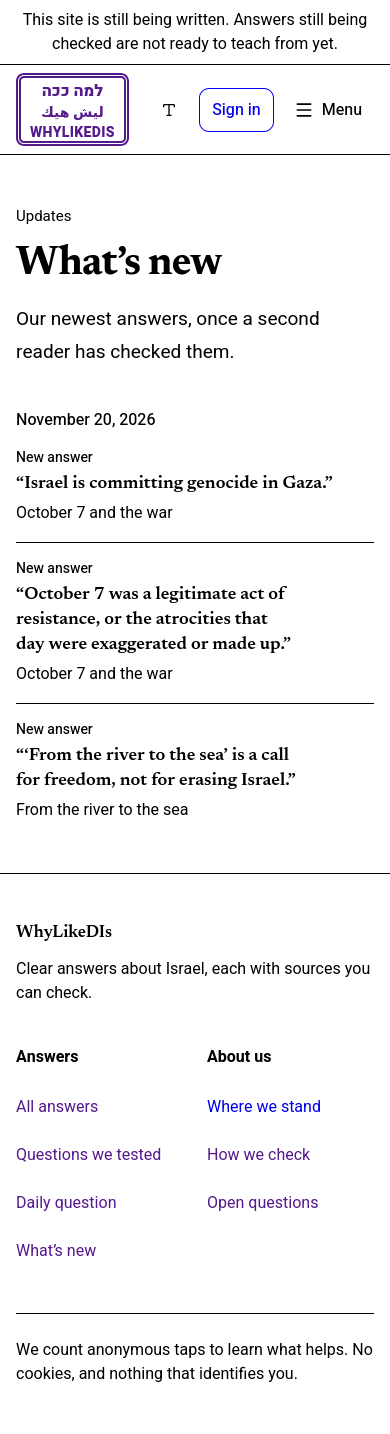 This site is still being written. Answers still being
checked are not ready to teach from yet.
למה ככה
ليش هيك
WHYLIKEDIS
T
Sign in
Menu
Updates
What’s new
Our newest answers, once a second
reader has checked them.
November 20, 2026
New answer
“Israel is committing genocide in Gaza.”
October 7 and the war
New answer
“October 7 was a legitimate act of
resistance, or the atrocities that
day were exaggerated or made up.”
October 7 and the war
New answer
“‘From the river to the sea’ is a call
for freedom, not for erasing Israel.”
From the river to the sea
WhyLikeDIs
Clear answers about Israel, each with sources you
can check.
Answers
All answers
Questions we tested
Daily question
What’s new
About us
Where we stand
How we check
Open questions
We count anonymous taps to learn what helps. No
cookies, and nothing that identifies you.